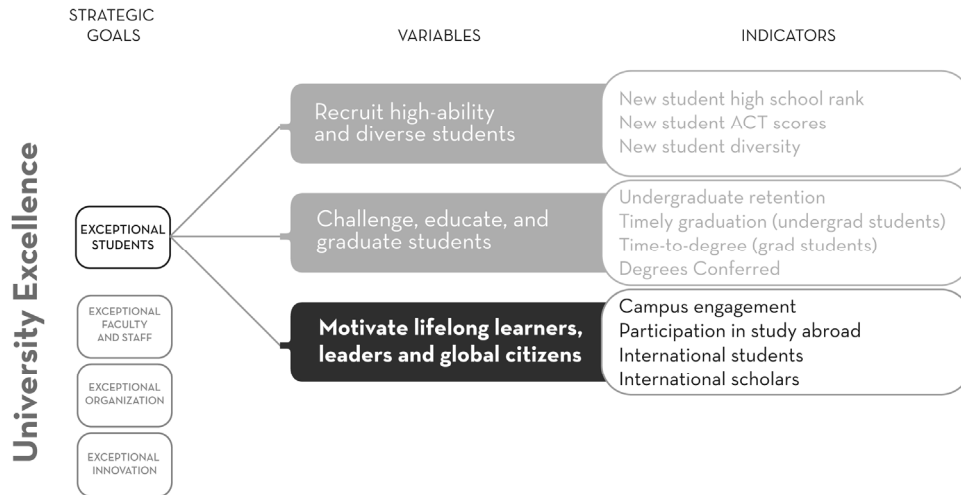 STRATEGIC
GOALS
VARIABLES
INDICATORS
University Excellence
EXCEPTIONAL
STUDENTS
EXCEPTIONAL
FACULTY
AND STAFF
EXCEPTIONAL
ORGANIZATION
EXCEPTIONAL
INNOVATION
Recruit high-ability
and diverse students
New student high school rank
New student ACT scores
New student diversity
Challenge, educate, and
graduate students
Undergraduate retention
Timely graduation (undergrad students)
Time-to-degree (grad students)
Degrees Conferred
Motivate lifelong learners,
leaders and global citizens
Campus engagement
Participation in study abroad
International students
International scholars